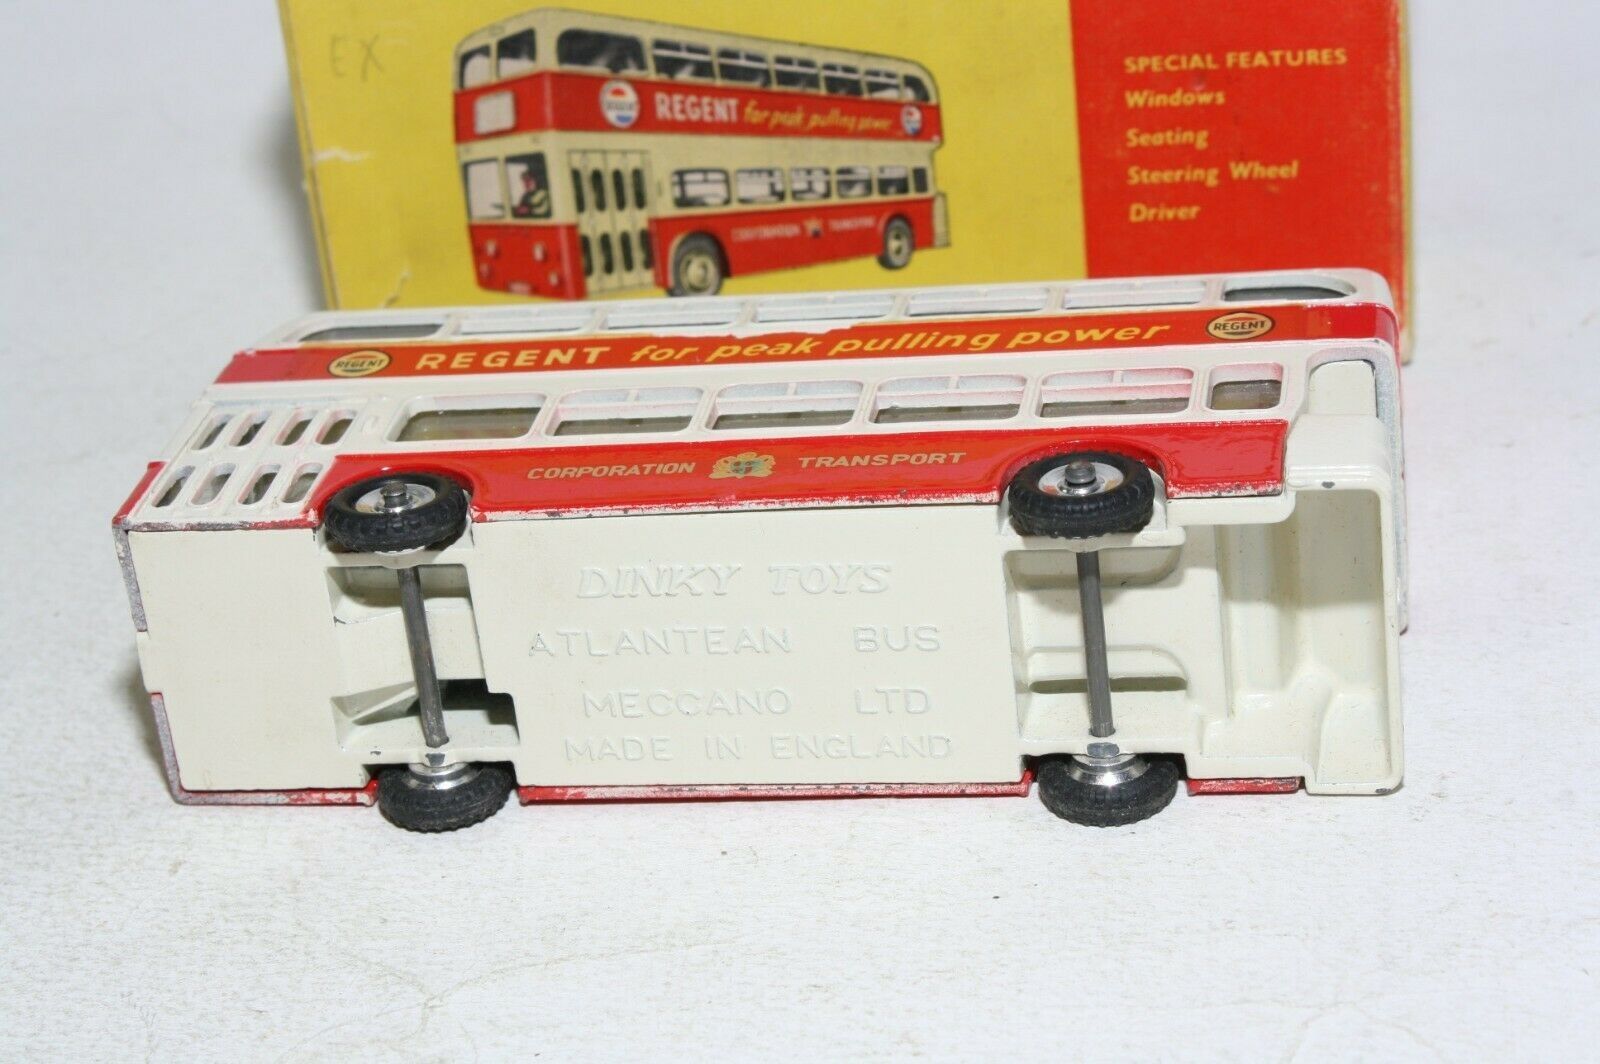 EX
REGENT for peak pulling power
CORPORATION TRANSPORT
SPECIAL FEATURES
Windows
Seating
Steering Wheel
Driver
REGENT REGENT for peak pulling power REGENT
CORPORATION TRANSPORT
DINKY TOYS
ATLANTEAN BUS
MECCANO LTD
MADE IN ENGLAND